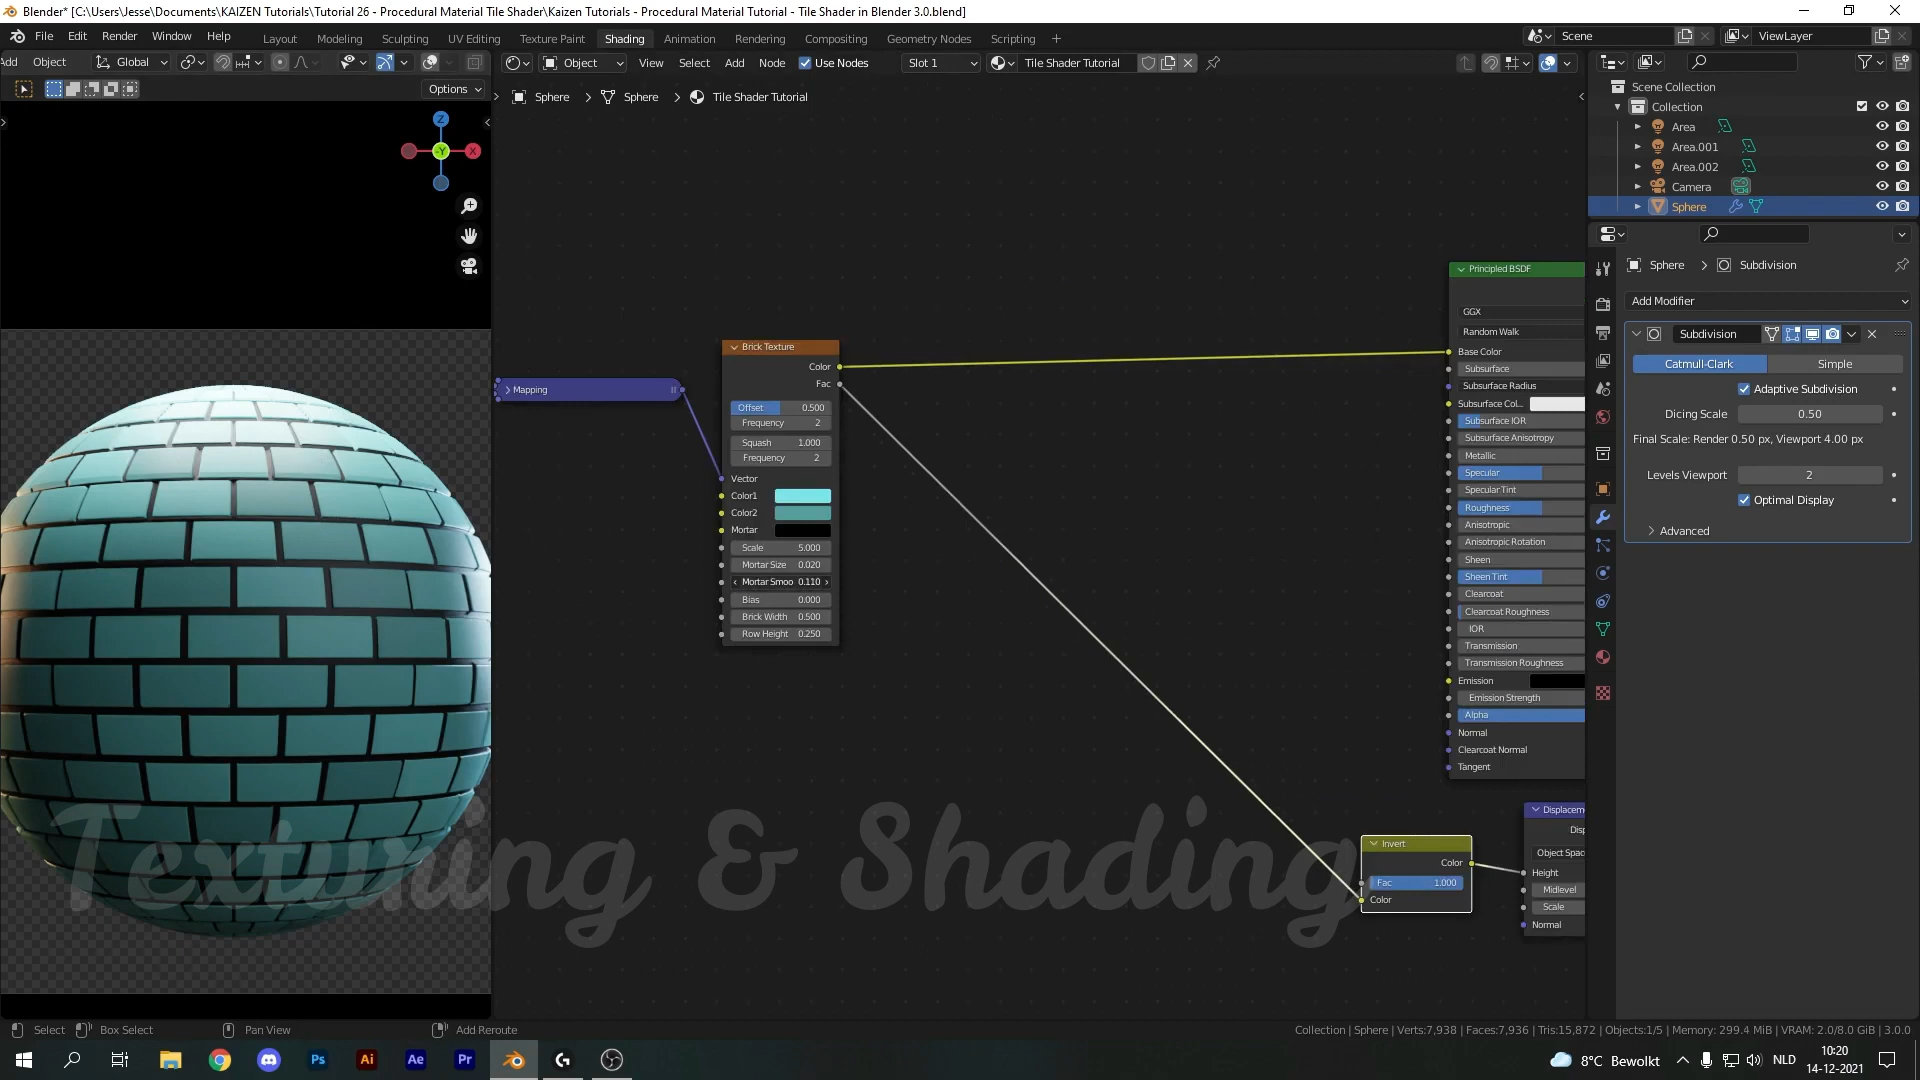 Blender* [C:\Users\Jesse\Documents\KAIZEN Tutorials\Tutorial 26 - Procedural Material Tile Shader\Kaizen Tutorials - Procedural Material Tutorial - Tile Shader in Blender 3.0.blend]
File Edit Render Window Help Layout Modeling Sculpting UV Editing Texture Paint Shading Animation Rendering Compositing Geometry Nodes Scripting + Scene ViewLayer
Add Object Global Object View Select Add Node Use Nodes Slot 1 Tile Shader Tutorial
Options
Sphere > Sphere > Tile Shader Tutorial
Scene Collection
Collection
Area
Area.001
Area.002
Camera
Sphere
Z
-Y X
Sphere > Subdivision
Add Modifier
Subdivision
Catmull-Clark Simple
Adaptive Subdivision
Dicing Scale 0.50
Final Scale: Render 0.50 px, Viewport 4.00 px
Levels Viewport 2
Optimal Display
Advanced
Mapping
Brick Texture
Color
Fac
Offset 0.500
Frequency 2
Squash 1.000
Frequency 2
Vector
Color1
Color2
Mortar
Scale 5.000
Mortar Size 0.020
Mortar Smoo 0.110
Bias 0.000
Brick Width 0.500
Row Height 0.250
Principled BSDF
GGX
Random Walk
Base Color
Subsurface
Subsurface Radius
Subsurface Col...
Subsurface IOR
Subsurface Anisotropy
Metallic
Specular
Specular Tint
Roughness
Anisotropic
Anisotropic Rotation
Sheen
Sheen Tint
Clearcoat
Clearcoat Roughness
IOR
Transmission
Transmission Roughness
Emission
Emission Strength
Alpha
Normal
Clearcoat Normal
Tangent
Invert
Color
Fac 1.000
Color
Displacem
Disp
Object Spac
Height
Midlevel
Scale
Normal
Texturing & Shading
Select Box Select Pan View Add Reroute Collection | Sphere | Verts:7,938 | Faces:7,936 | Tris:15,872 | Objects:1/5 | Memory: 299.4 MiB | VRAM: 2.0/8.0 GiB | 3.0.0
Ps Ai Ae Pr 8°C Bewolkt NLD 10:20
14-12-2021